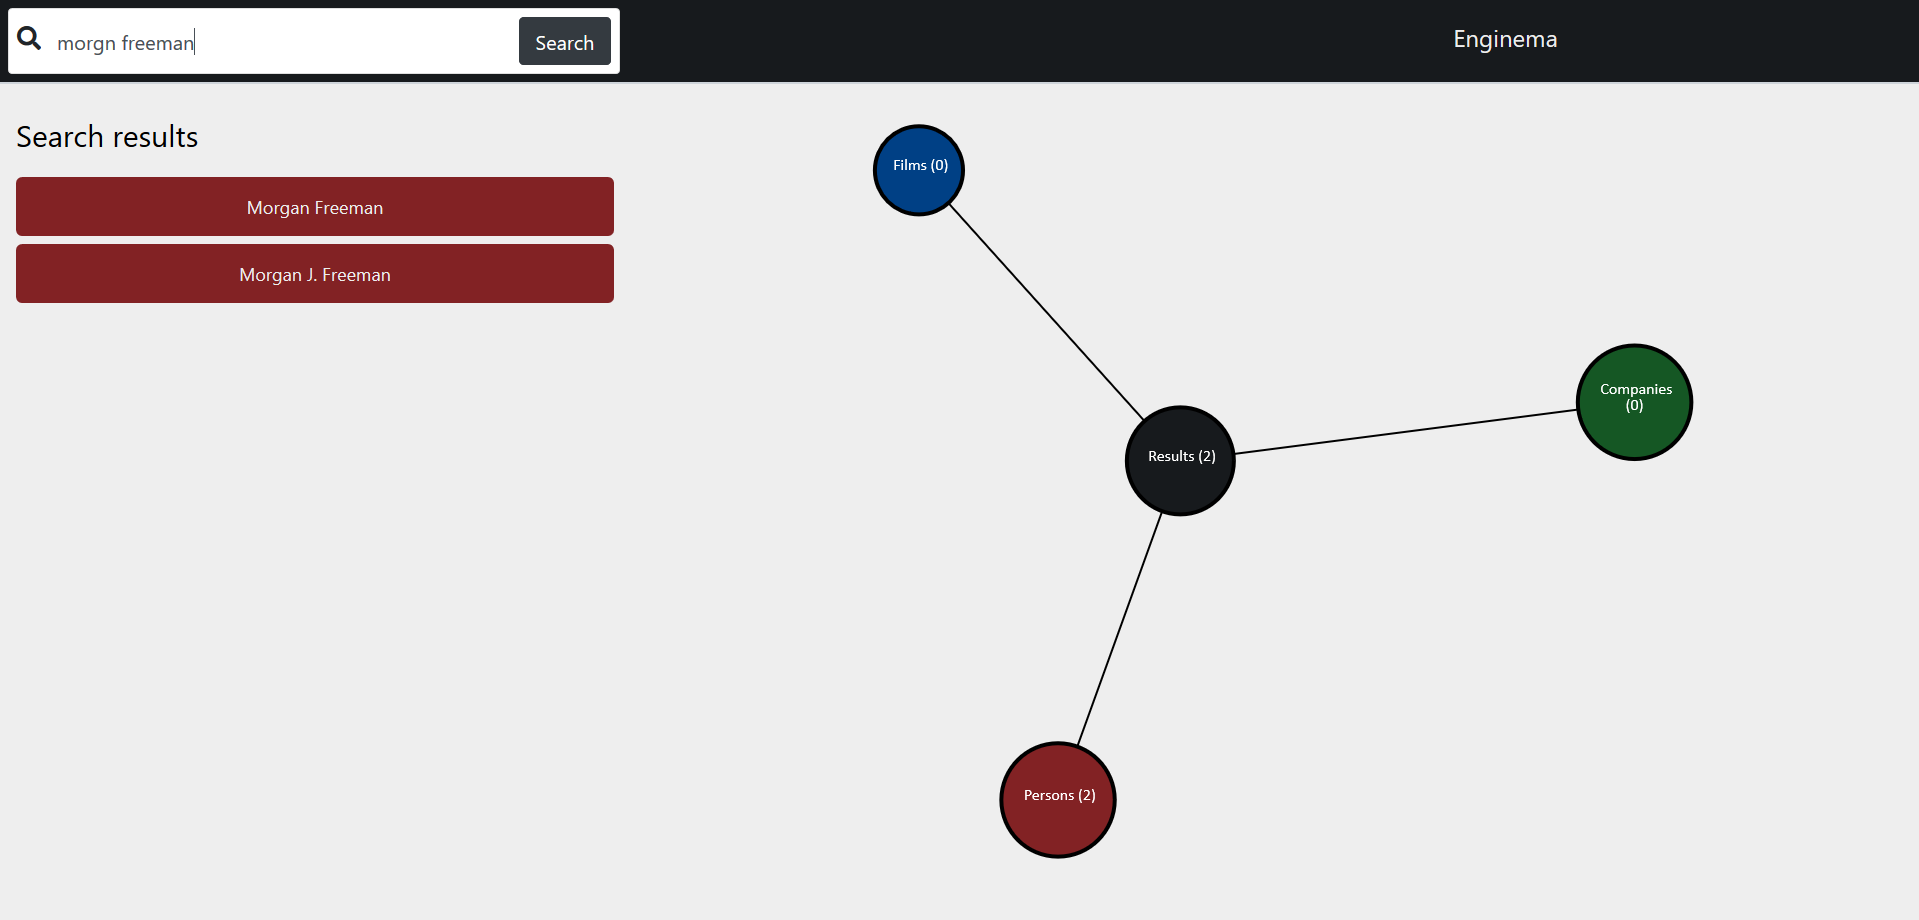 morgn freeman
Search
Enginema
Search results
Morgan Freeman
Morgan J. Freeman
Films (0)
Companies
(0)
Results (2)
Persons (2)